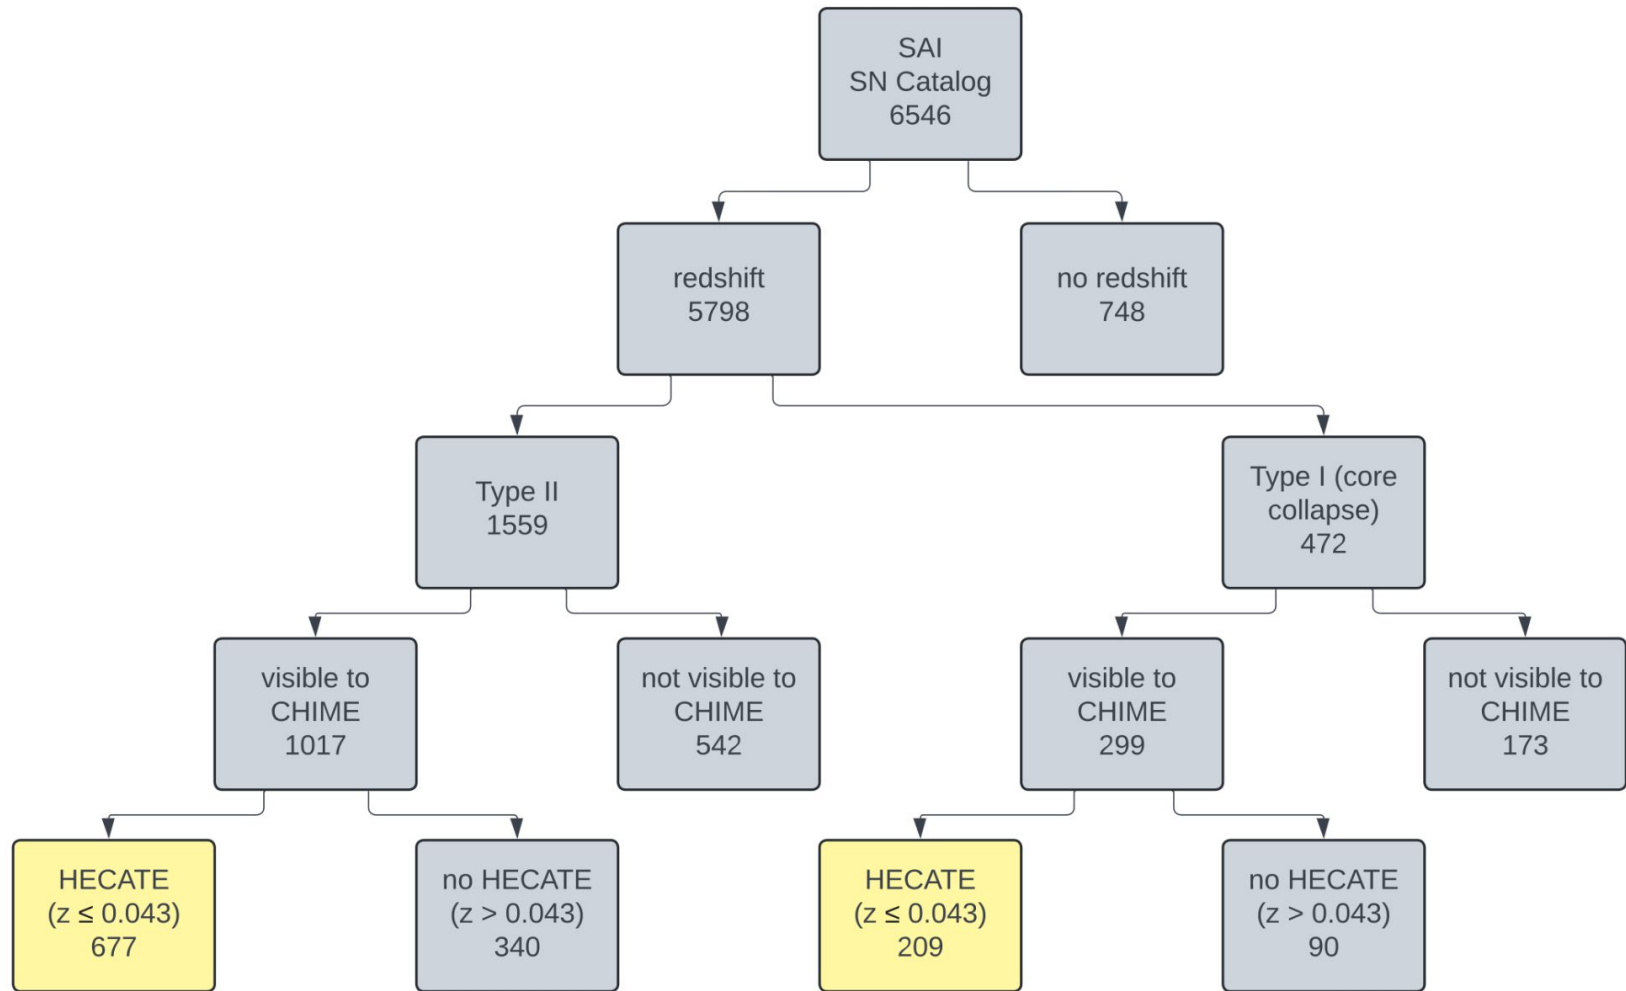 SAI
SN Catalog
6546
redshift
5798
no redshift
748
Type II
1559
Type I (core
collapse)
472
visible to
CHIME
1017
not visible to
CHIME
542
visible to
CHIME
299
not visible to
CHIME
173
HECATE
(z ≤ 0.043)
677
no HECATE
(z > 0.043)
340
HECATE
(z ≤ 0.043)
209
no HECATE
(z > 0.043)
90